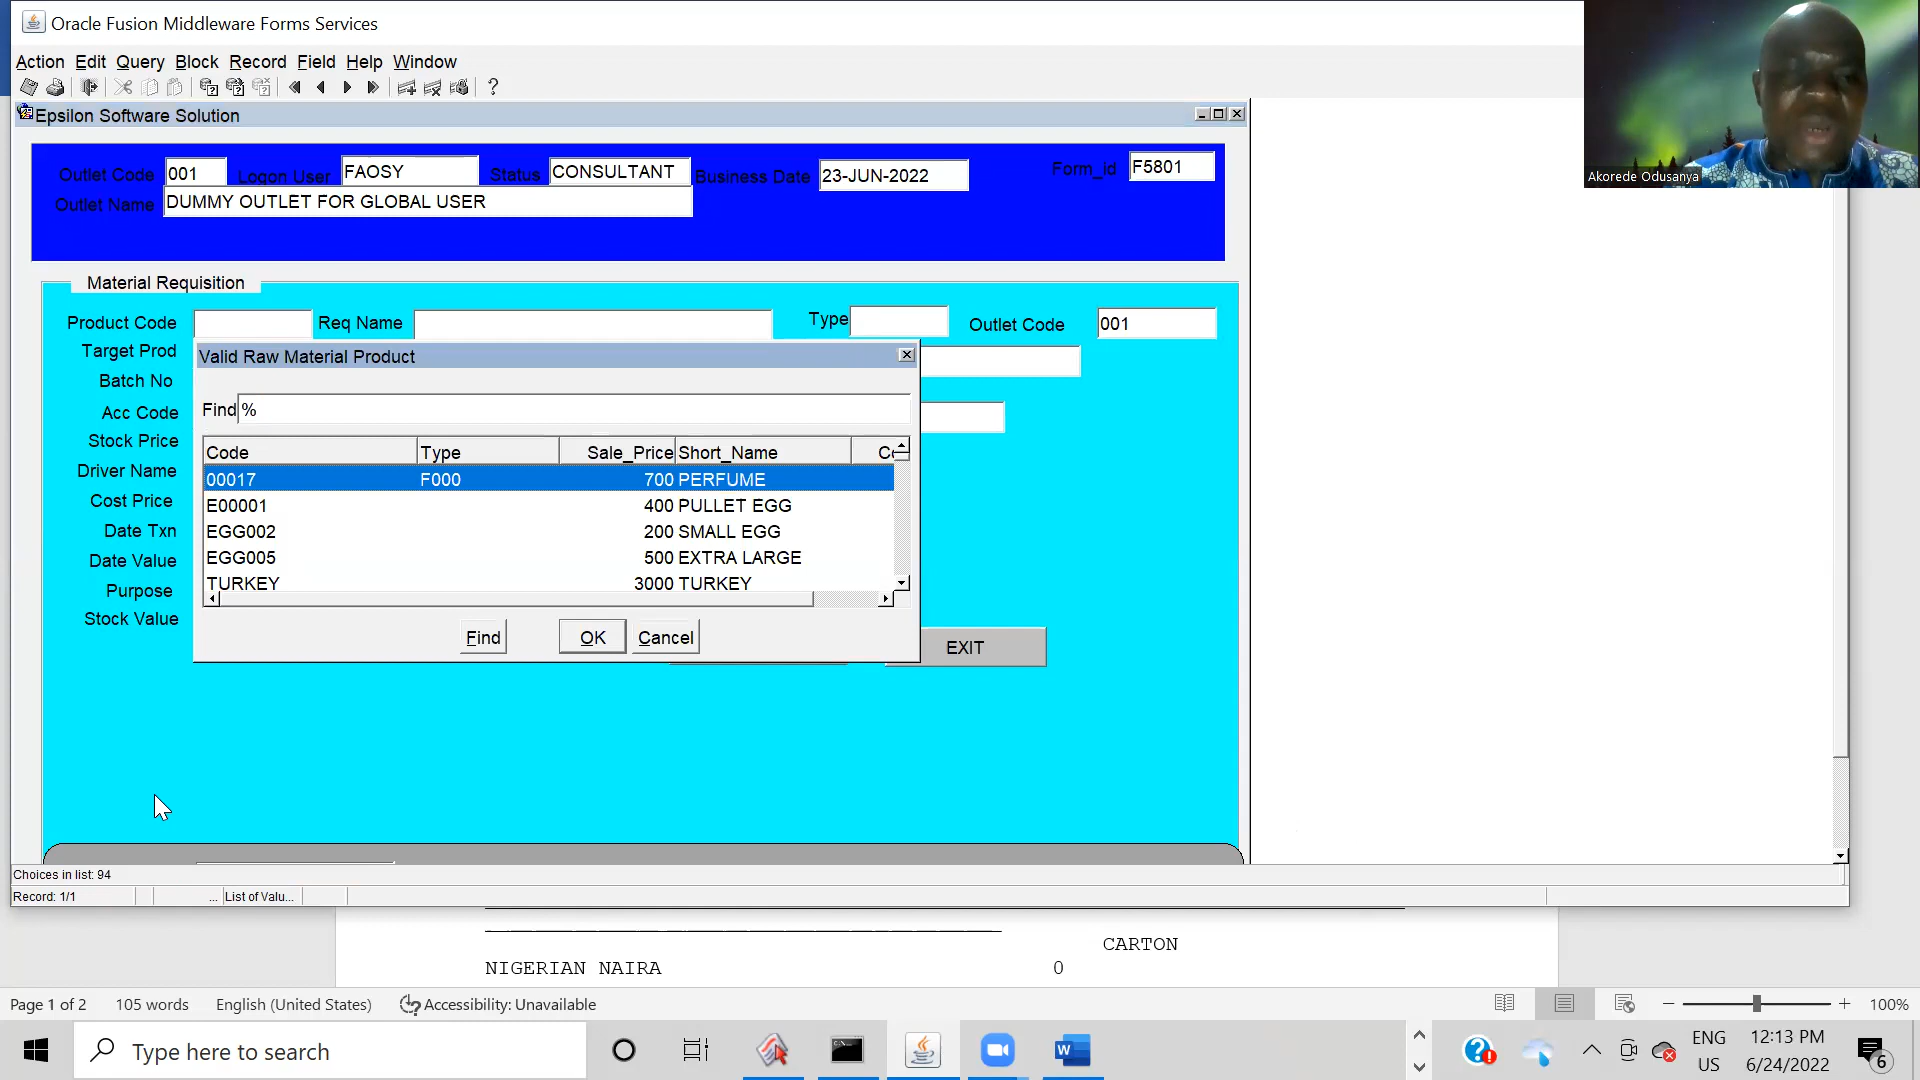 Oracle Fusion Middleware Forms Services
Action Edit Query Block Record Field Help Window
Epsilon Software Solution
Outlet Code 001 Logon User FAOSY Status CONSULTANT Business Date 23-JUN-2022 Form_id F5801
Outlet Name DUMMY OUTLET FOR GLOBAL USER
Akorede Odusanya
Material Requisition
Product Code Req Name Type Outlet Code 001
Target Prod
Batch No
Acc Code
Stock Price
Driver Name
Cost Price
Date Txn
Date Value
Purpose
Stock Value
Valid Raw Material Product
Find %
Code Type Sale_Price Short_Name
00017 F000 700 PERFUME
E00001 400 PULLET EGG
EGG002 200 SMALL EGG
EGG005 500 EXTRA LARGE
TURKEY 3000 TURKEY
Find OK Cancel
EXIT
Choices in list: 94
Record: 1/1 ... List of Valu...
CARTON
NIGERIAN NAIRA 0
Page 1 of 2 105 words English (United States) Accessibility: Unavailable 100%
Type here to search
ENG
US
12:13 PM
6/24/2022
6